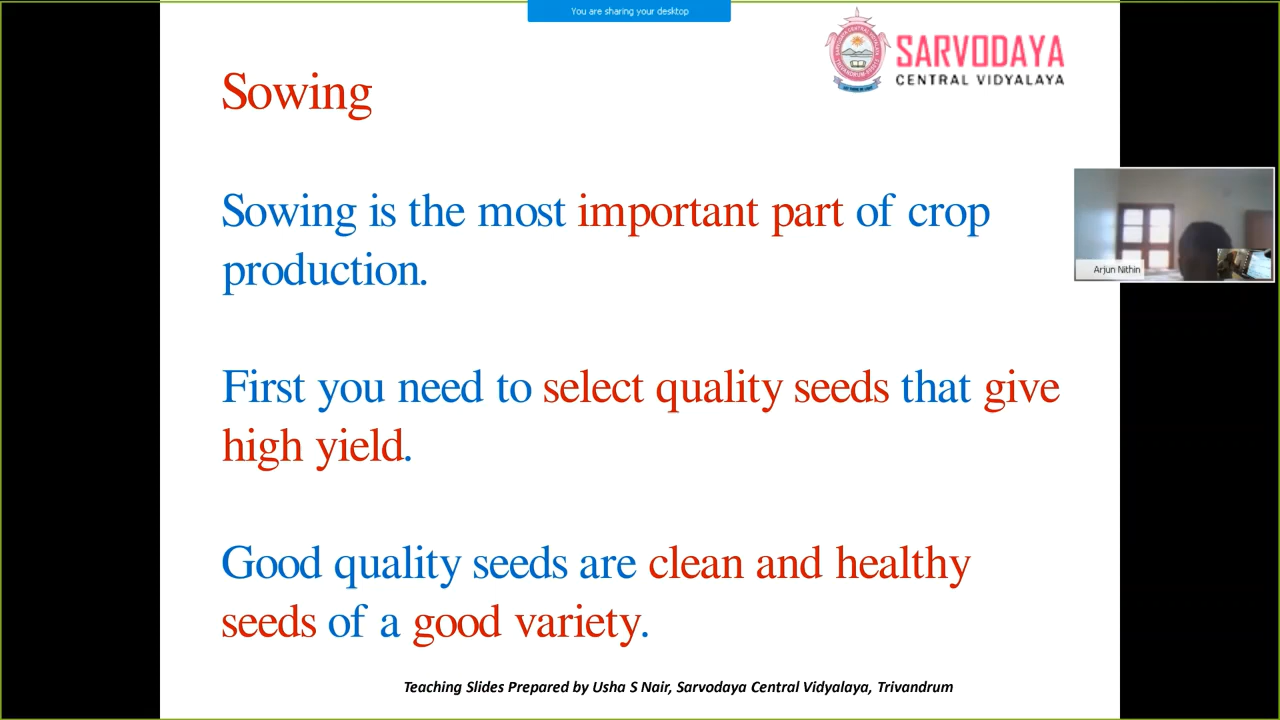 You are sharing your desktop
SARVODAYA
CENTRAL VIDYALAYA
Sowing
Sowing is the most important part of crop
production.
Arjun Nithin
First you need to select quality seeds that give
high yield.
Good quality seeds are clean and healthy
seeds of a good variety.
Teaching Slides Prepared by Usha S Nair, Sarvodaya Central Vidyalaya, Trivandrum